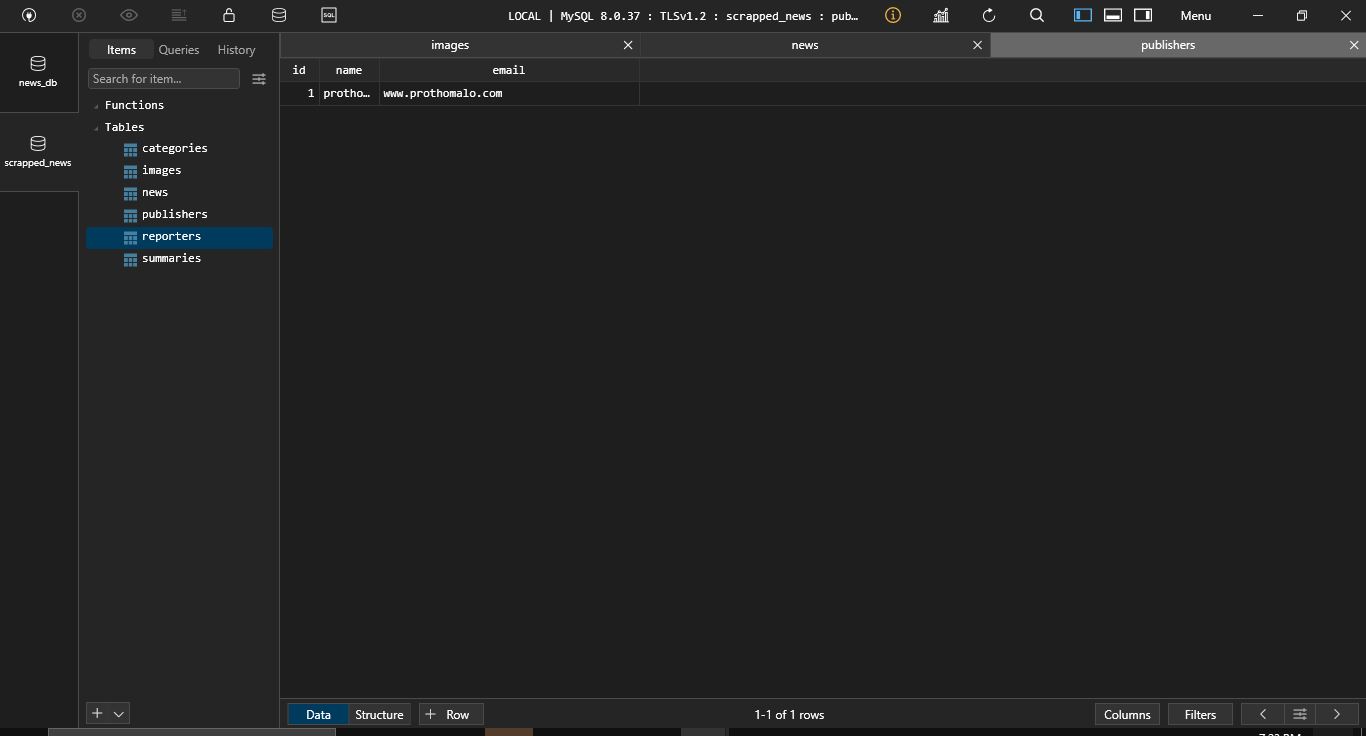 SQL
LOCAL | MySQL 8.0.37 : TLSv1.2 : scrapped_news : pub…
Menu
news_db
scrapped_news
Items Queries History
Search for item...
Functions
Tables
categories
images
news
publishers
reporters
summaries
images news publishers
id name email
1 protho… www.prothomalo.com
Data Structure + Row
1-1 of 1 rows
Columns Filters